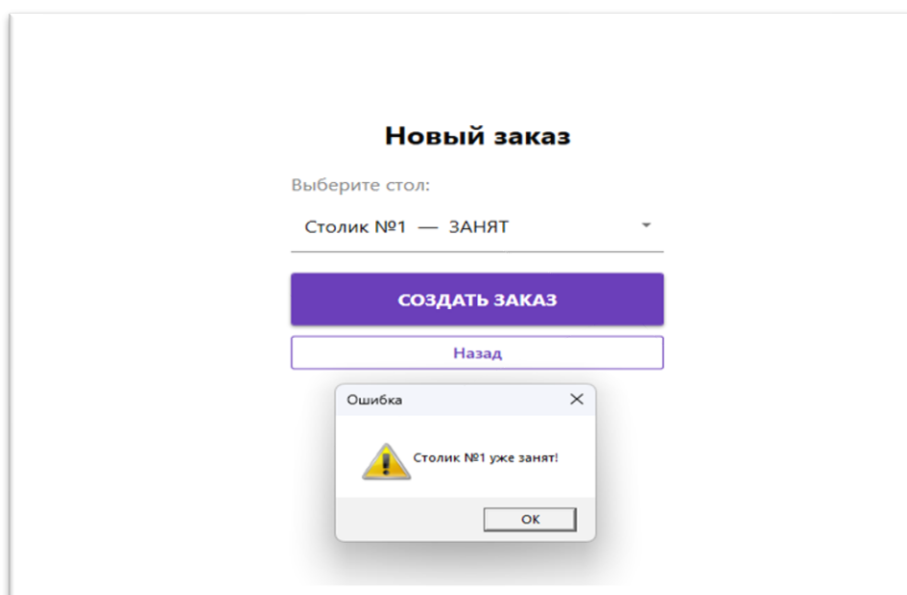 Новый заказ
Выберите стол:
Столик №1 — ЗАНЯТ
СОЗДАТЬ ЗАКАЗ
Назад
Ошибка
Столик №1 уже занят!
OK